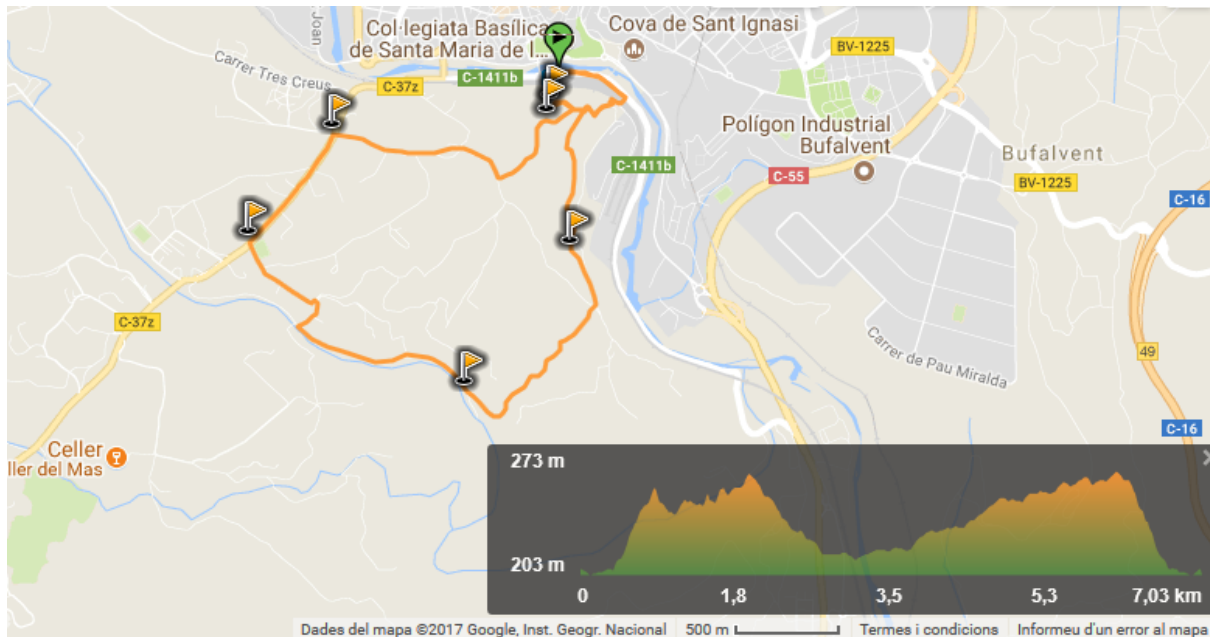 Col·legiata Basílica
de Santa Maria de l...
Cova de Sant Ignasi
Joan
Carrer Tres Creus
C-37z
C-1411b
BV-1225
Polígon Industrial
Bufalvent
C-1411b
C-55
Bufalvent
BV-1225
C-16
C-37z
Carrer de Pau Miralda
49
C-16
Celler
ller del Mas
273 m
203 m
0 1,8 3,5 5,3 7,03 km
Dades del mapa ©2017 Google, Inst. Geogr. Nacional 500 m Termes i condicions Informeu d'un error al mapa